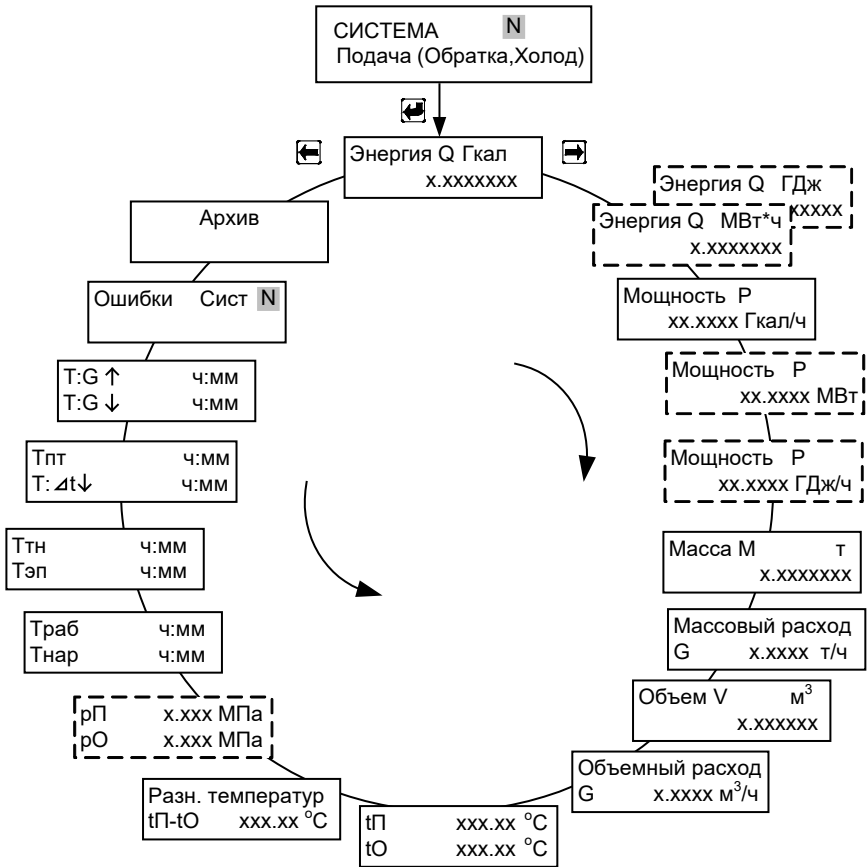 СИСТЕМА N
Подача (Обратка,Холод)
Энергия Q Гкал
x.xxxxxxx
Энергия Q ГДж
xxxxx
Энергия Q МВт*ч
x.xxxxxxx
Мощность P
xx.xxxx Гкал/ч
Мощность P
xx.xxxx МВт
Мощность P
xx.xxxx ГДж/ч
Масса M т
x.xxxxxxx
Массовый расход
G x.xxxx т/ч
Объем V м³
x.xxxxxx
Объемный расход
G x.xxxx м³/ч
tП xxx.xx °C
tО xxx.xx °C
Разн. температур
tП-tО xxx.xx °C
pП x.xxx МПа
pО x.xxx МПа
Tраб ч:мм
Tнар ч:мм
Tтн ч:мм
Tэп ч:мм
Tпт ч:мм
T:⊿t↓ ч:мм
T:G ↑ ч:мм
T:G ↓ ч:мм
Ошибки Сист N
Архив